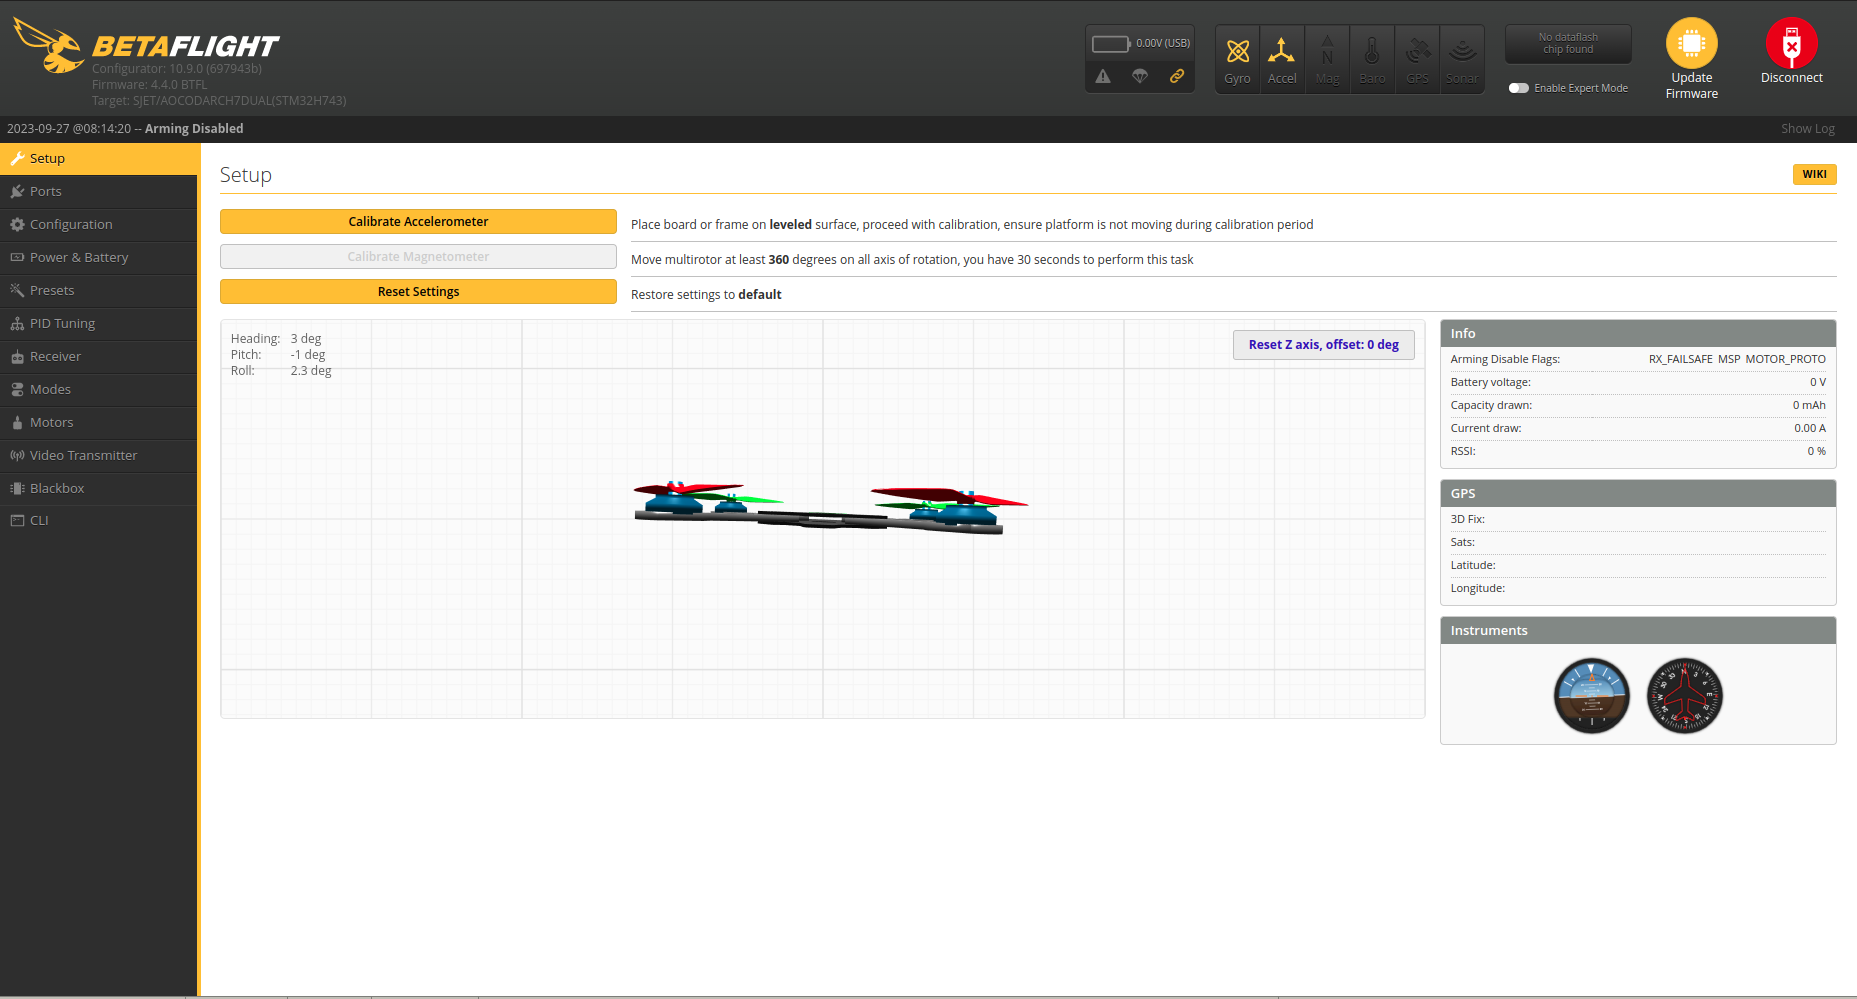 BETAFLIGHT
Configurator: 10.9.0 (697943b)
Firmware: 4.4.0 BTFL
Target: SJET/AOCODARCH7DUAL(STM32H743)
0.00V (USB)
Gyro
Accel
Mag
Baro
GPS
Sonar
No dataflash
chip found
Enable Expert Mode
Update
Firmware
Disconnect
2023-09-27 @08:14:20 -- Arming Disabled
Show Log
Setup
Ports
Configuration
Power & Battery
Presets
PID Tuning
Receiver
Modes
Motors
Video Transmitter
Blackbox
CLI
Setup
WIKI
Calibrate Accelerometer
Place board or frame on leveled surface, proceed with calibration, ensure platform is not moving during calibration period
Calibrate Magnetometer
Move multirotor at least 360 degrees on all axis of rotation, you have 30 seconds to perform this task
Reset Settings
Restore settings to default
Heading: 3 deg
Pitch: -1 deg
Roll: 2.3 deg
Reset Z axis, offset: 0 deg
Info
Arming Disable Flags: RX_FAILSAFE MSP MOTOR_PROTO
Battery voltage: 0 V
Capacity drawn: 0 mAh
Current draw: 0.00 A
RSSI: 0 %
GPS
3D Fix:
Sats:
Latitude:
Longitude:
Instruments